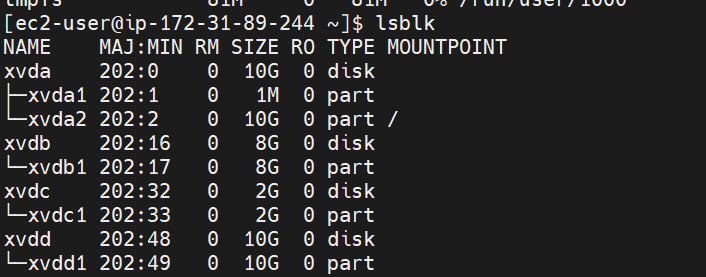 tmpfs 81M 0 81M 0% /run/user/1000
[ec2-user@ip-172-31-89-244 ~]$ lsblk
NAME    MAJ:MIN RM SIZE RO TYPE MOUNTPOINT
xvda    202:0    0  10G  0 disk
├─xvda1 202:1    0   1M  0 part
└─xvda2 202:2    0  10G  0 part /
xvdb    202:16   0   8G  0 disk
└─xvdb1 202:17   0   8G  0 part
xvdc    202:32   0   2G  0 disk
└─xvdc1 202:33   0   2G  0 part
xvdd    202:48   0  10G  0 disk
└─xvdd1 202:49   0  10G  0 part